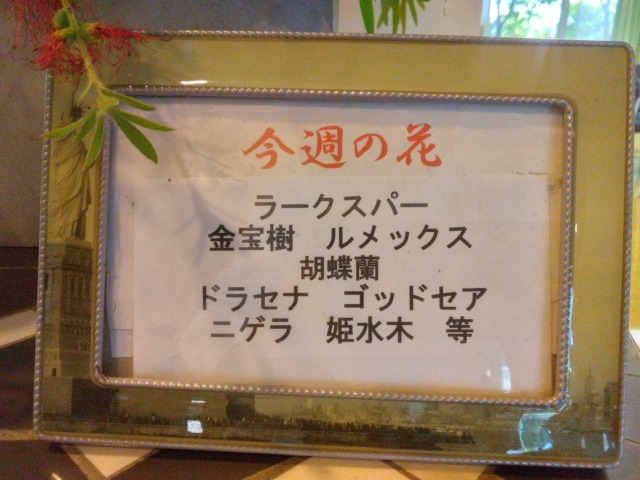 今週の花
ラークスパー
金宝樹　ルメックス
胡蝶蘭
ドラセナ　ゴッドセア
ニゲラ　姫水木　等